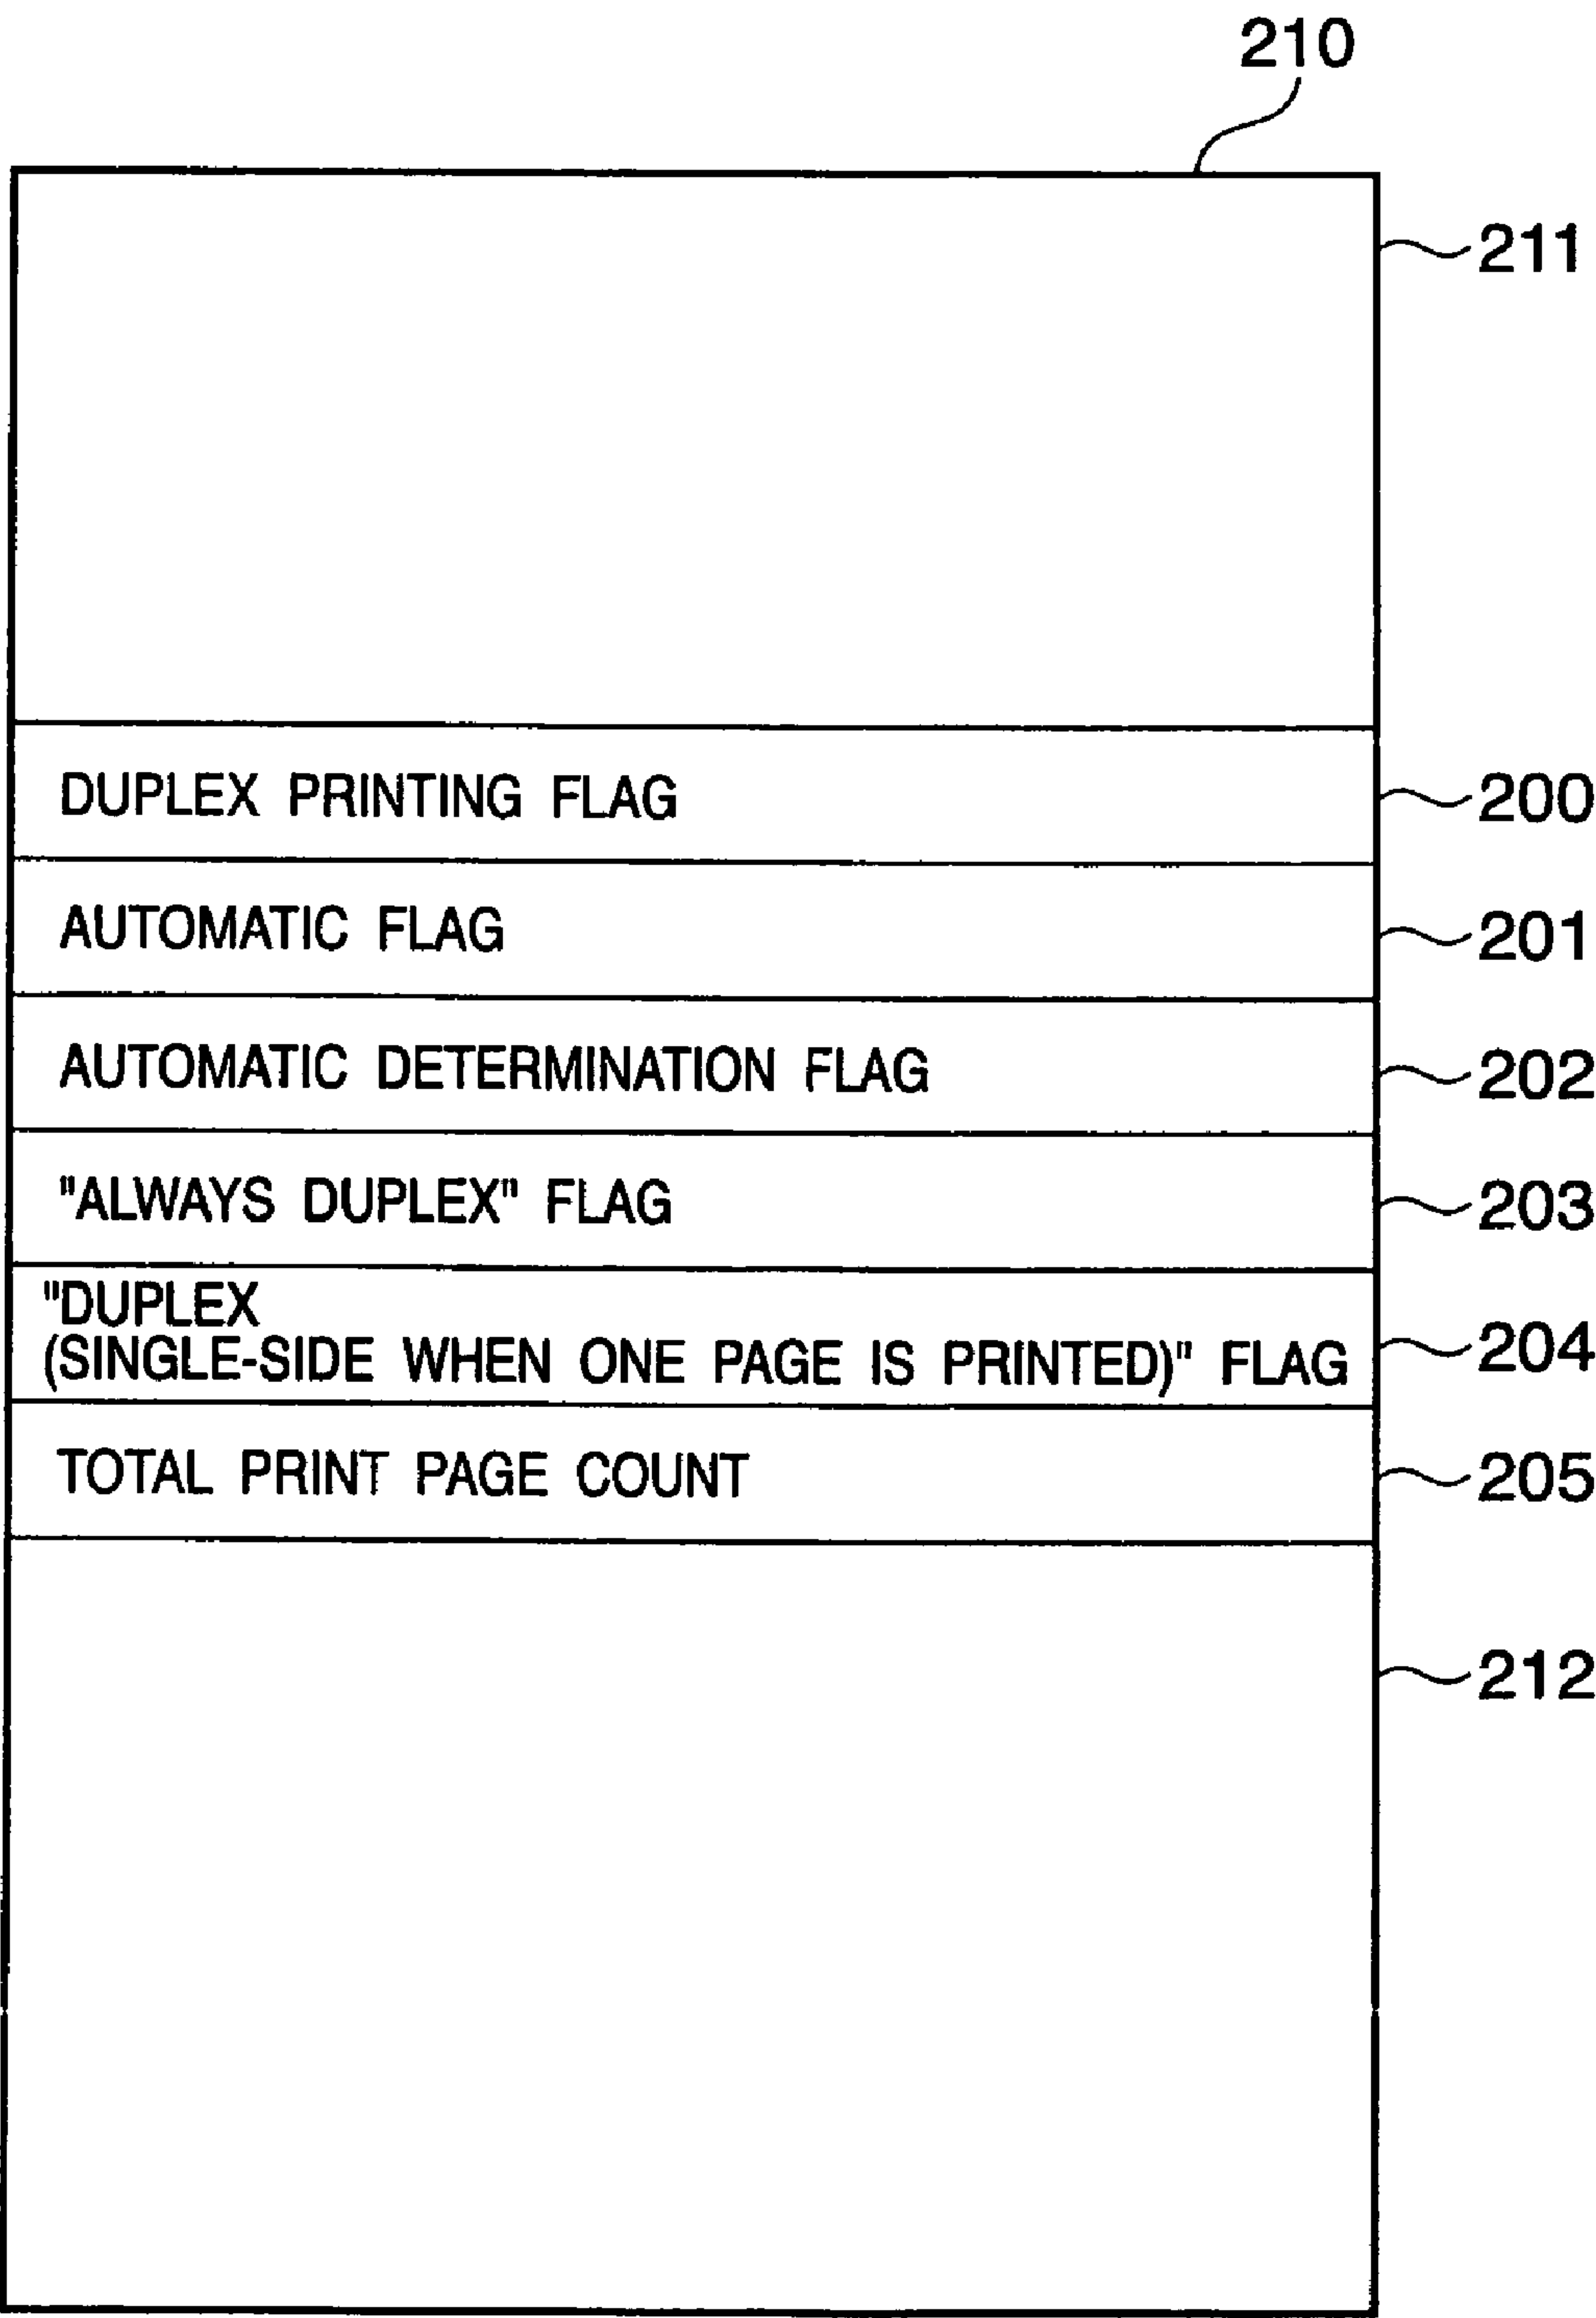 210
211
DUPLEX PRINTING FLAG 200
AUTOMATIC FLAG 201
AUTOMATIC DETERMINATION FLAG 202
"ALWAYS DUPLEX" FLAG 203
"DUPLEX
(SINGLE-SIDE WHEN ONE PAGE IS PRINTED)" FLAG 204
TOTAL PRINT PAGE COUNT 205
212